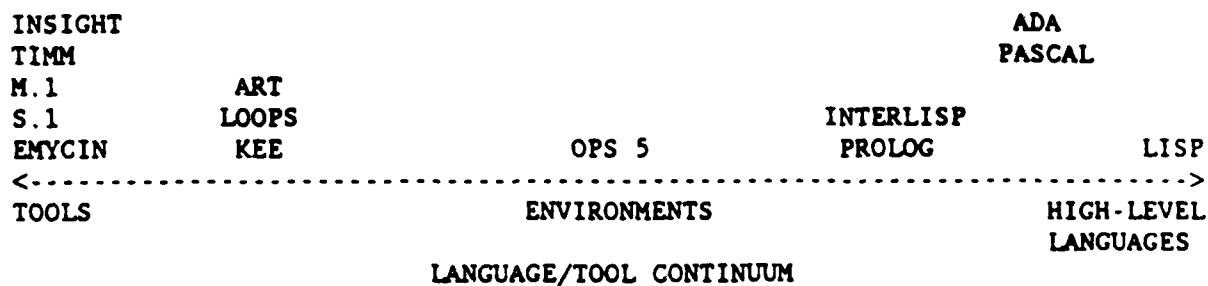 INSIGHT ADA
TIMM PASCAL
M.1 ART
S.1 LOOPS INTERLISP
EMYCIN KEE OPS 5 PROLOG LISP
<-------------------------------------------------------------------------->
TOOLS ENVIRONMENTS HIGH-LEVEL
LANGUAGES
LANGUAGE/TOOL CONTINUUM